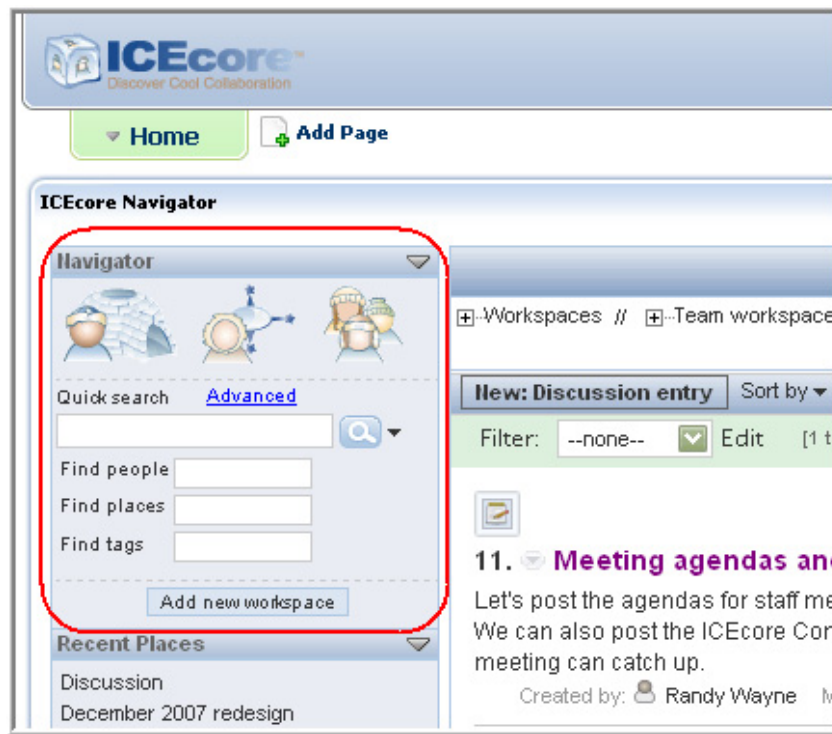 ICEcore
Discover Cool Collaboration
Home
Add Page
ICEcore Navigator
Navigator
Workspaces // Team workspace
Quick search Advanced
New: Discussion entry Sort by
Filter: --none-- Edit [1 t
Find people
Find places
Find tags
Add new workspace
11. Meeting agendas an
Let's post the agendas for staff me
We can also post the ICEcore Con
meeting can catch up.
Created by: Randy Wayne M
Recent Places
Discussion
December 2007 redesign